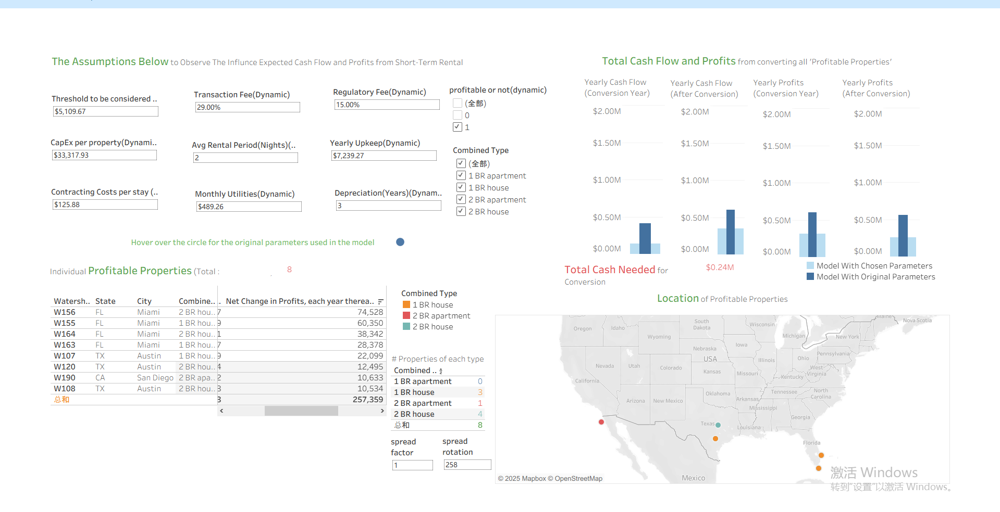 The Assumptions Below to Observe The Influnce Expected Cash Flow and Profits from Short-Term Rental
Threshold to be considered ..
$5,109.67
Transaction Fee(Dynamic)
29.00%
Regulatory Fee(Dynamic)
15.00%
profitable or not(dynamic)
(全部)
0
1
CapEx per property(Dynami..
$33,317.93
Avg Rental Period(Nights)(..
2
Yearly Upkeep(Dynamic)
$7,239.27
Combined Type
(全部)
1 BR apartment
1 BR house
2 BR apartment
2 BR house
Contracting Costs per stay (..
$125.88
Monthly Utilities(Dynamic)
$489.26
Depreciation(Years)(Dynam..
3
Hover over the circle for the original parameters used in the model
Total Cash Flow and Profits from converting all 'Profitable Properties'
Yearly Cash Flow
(Conversion Year)
$2.00M
$1.50M
$1.00M
$0.50M
$0.00M
Yearly Cash Flow
(After Conversion)
$2.00M
$1.50M
$1.00M
$0.50M
$0.00M
Yearly Profits
(Conversion Year)
$2.00M
$1.50M
$1.00M
$0.50M
$0.00M
Yearly Profits
(After Conversion)
$2.00M
$1.50M
$1.00M
$0.50M
$0.00M
Total Cash Needed for
Conversion
$0.24M
Model With Chosen Parameters
Model With Original Parameters
Individual Profitable Properties (Total :
8
Watersh.. State City Combine.. . Net Change in Profits, each year therea..
W156 FL Miami 2 BR hou.. 7 74,528
W155 FL Miami 1 BR hou.. 9 60,350
W164 FL Miami 2 BR hou.. 1 38,342
W163 FL Miami 1 BR hou.. 7 28,378
W107 TX Austin 1 BR hou.. 9 22,099
W120 TX Austin 2 BR hou.. 4 12,495
W190 CA San Diego 2 BR apa.. 2 10,633
W108 TX Austin 2 BR hou.. 3 10,534
总和 3 257,359
Combined Type
1 BR house
2 BR apartment
2 BR house
# Properties of each type
Combined ..
1 BR apartment 0
1 BR house 3
2 BR apartment 1
2 BR house 4
总和 8
spread
factor
1
spread
rotation
258
Location of Profitable Properties
Maine
Nova Scotia
Oregon
Idaho
South
Dakota
Wisconsin
Wyoming
Michigan
New York
Nebraska
Iowa
Pennsylvania
USA
Illinois
Ohio
Nevada
Utah
Colorado
Kansas
Missouri
West
Virginia
Kentucky
California
Oklahoma
Tennessee
North
Carolina
Arizona
New Mexico
Arkansas
Mississippi
Georgia
Texas
Louisiana
Florida
Mexico
© 2025 Mapbox © OpenStreetMap
激活 Windows
转到"设置"以激活 Windows。